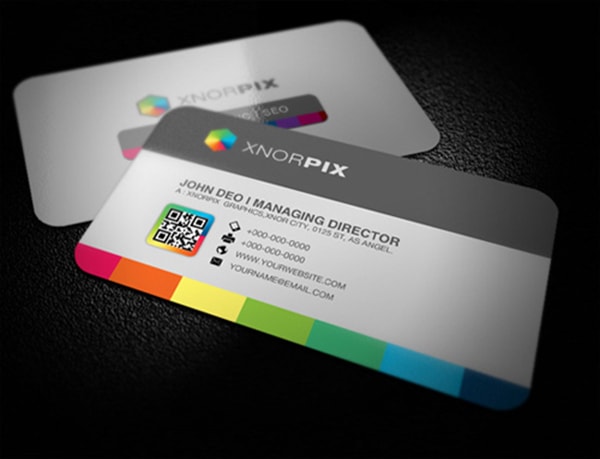 XNORPIX
SEO
XNORPIX
JOHN DEO I MANAGING DIRECTOR
A : XNORPIX GRAPHICS,XNOR CITY, 0125 ST, AS ANGEL.
+000-000-0000
+000-000-0000
WWW.YOURWEBSITE.COM
YOURNAME@EMAIL.COM